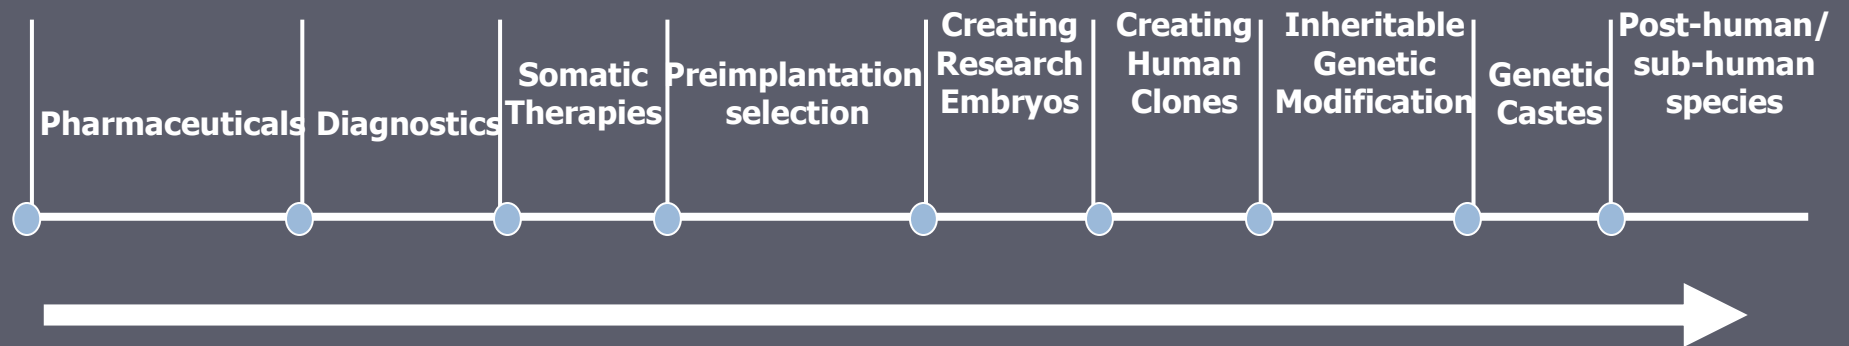 Pharmaceuticals
Diagnostics
Somatic
Therapies
Preimplantation
selection
Creating
Research
Embryos
Creating
Human
Clones
Inheritable
Genetic
Modification
Genetic
Castes
Post-human/
sub-human
species